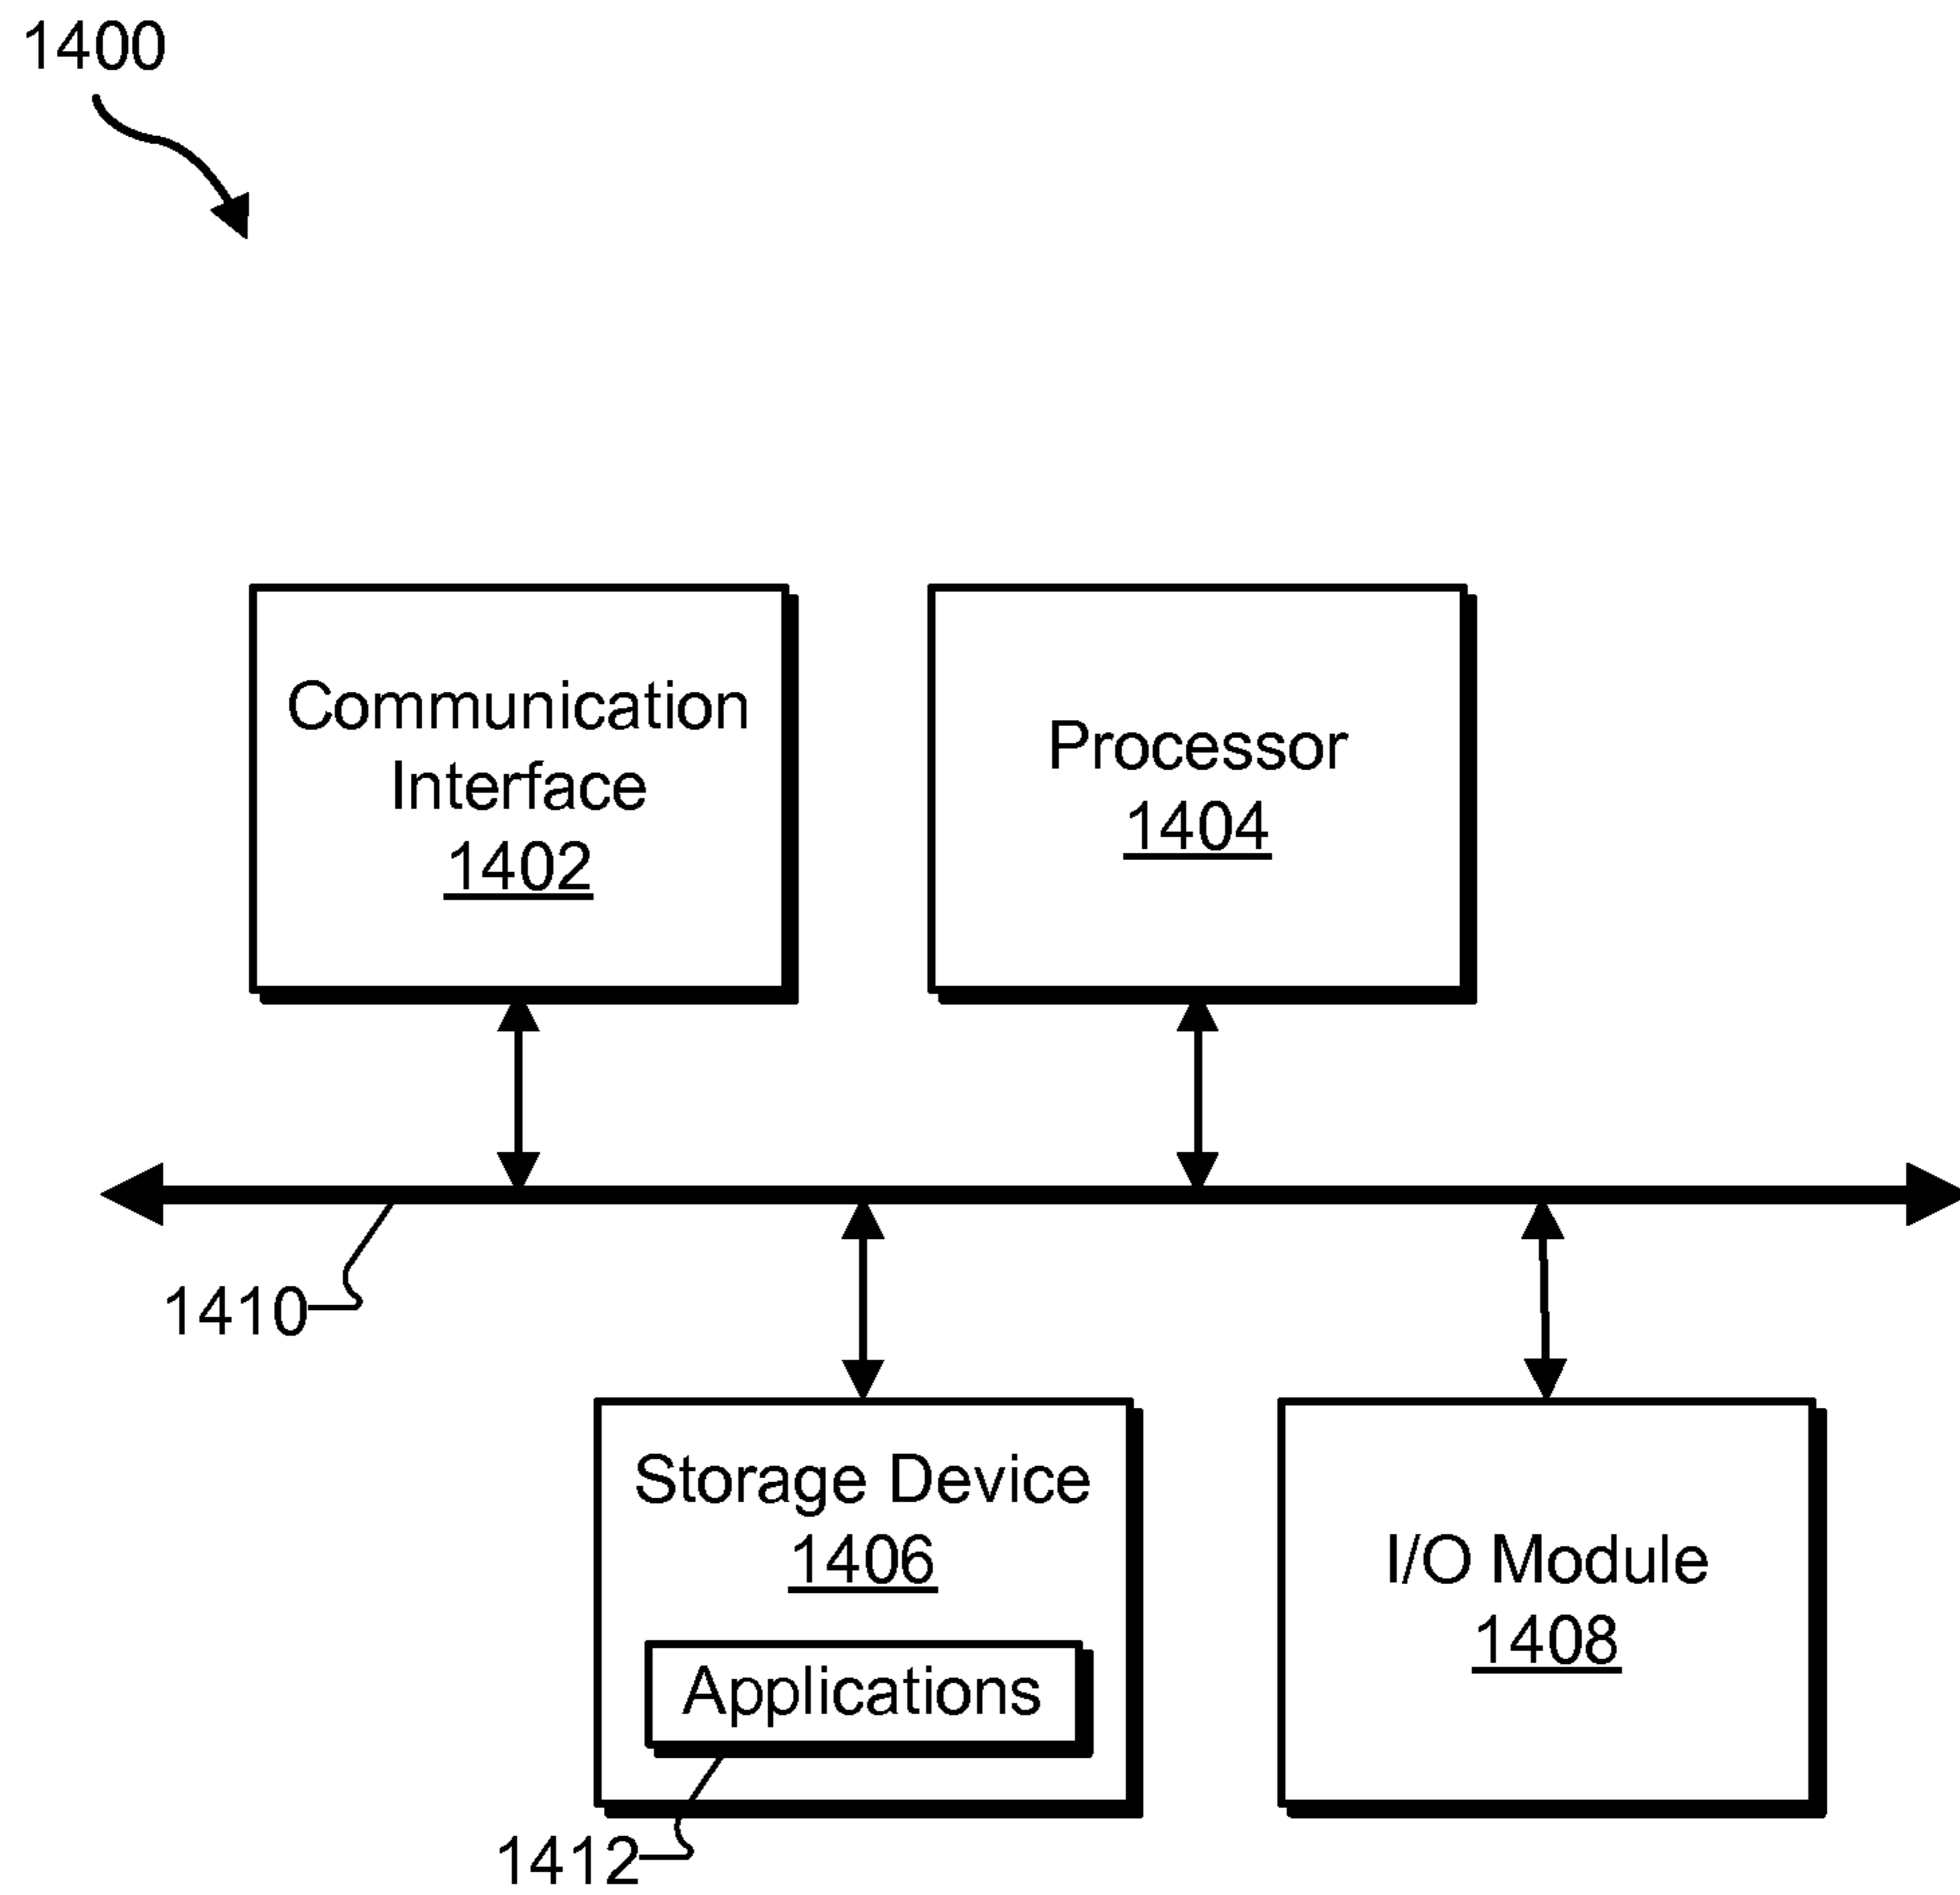 1400
Communication
Interface
1402
Processor
1404
1410
Storage Device
1406
Applications
1412
I/O Module
1408